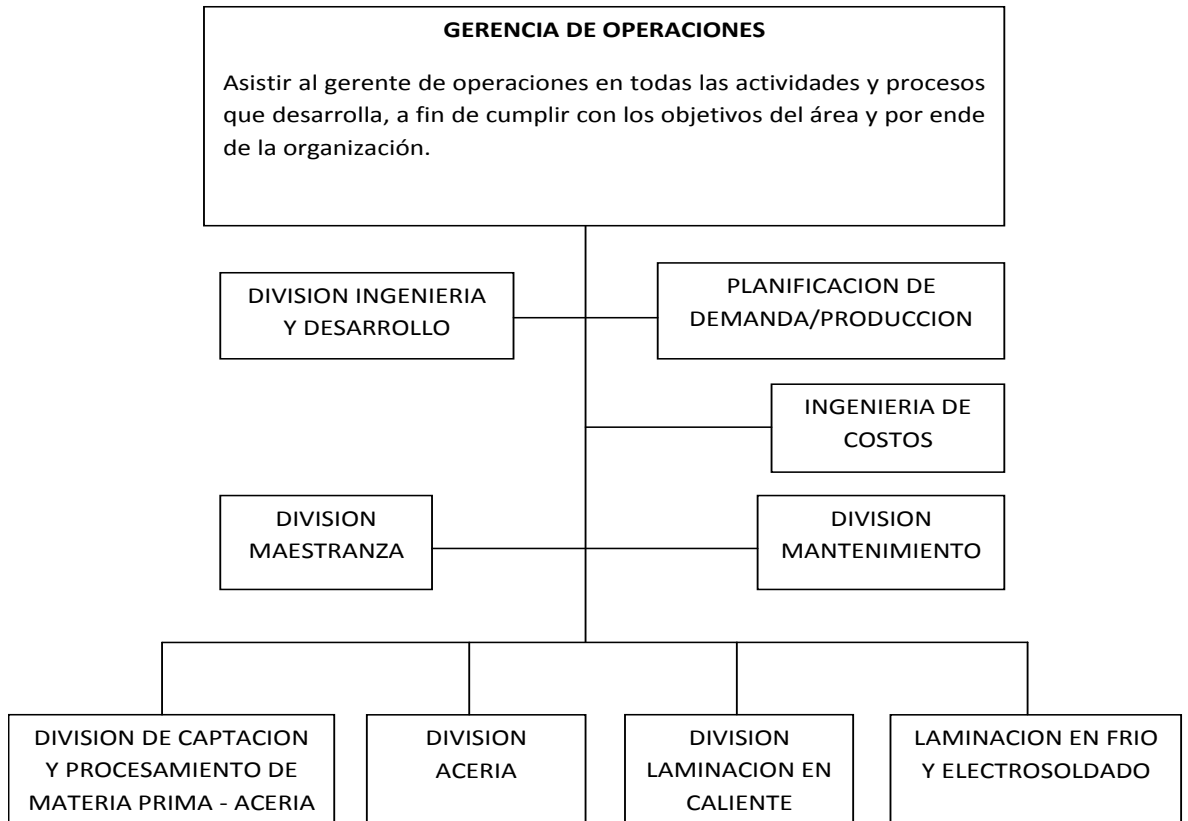 GERENCIA DE OPERACIONES
Asistir al gerente de operaciones en todas las actividades y procesos
que desarrolla, a fin de cumplir con los objetivos del área y por ende
de la organización.
DIVISION INGENIERIA
Y DESARROLLO
PLANIFICACION DE
DEMANDA/PRODUCCION
INGENIERIA DE
COSTOS
DIVISION
MAESTRANZA
DIVISION
MANTENIMIENTO
DIVISION DE CAPTACION
Y PROCESAMIENTO DE
MATERIA PRIMA - ACERIA
DIVISION
ACERIA
DIVISION
LAMINACION EN
CALIENTE
LAMINACION EN FRIO
Y ELECTROSOLDADO